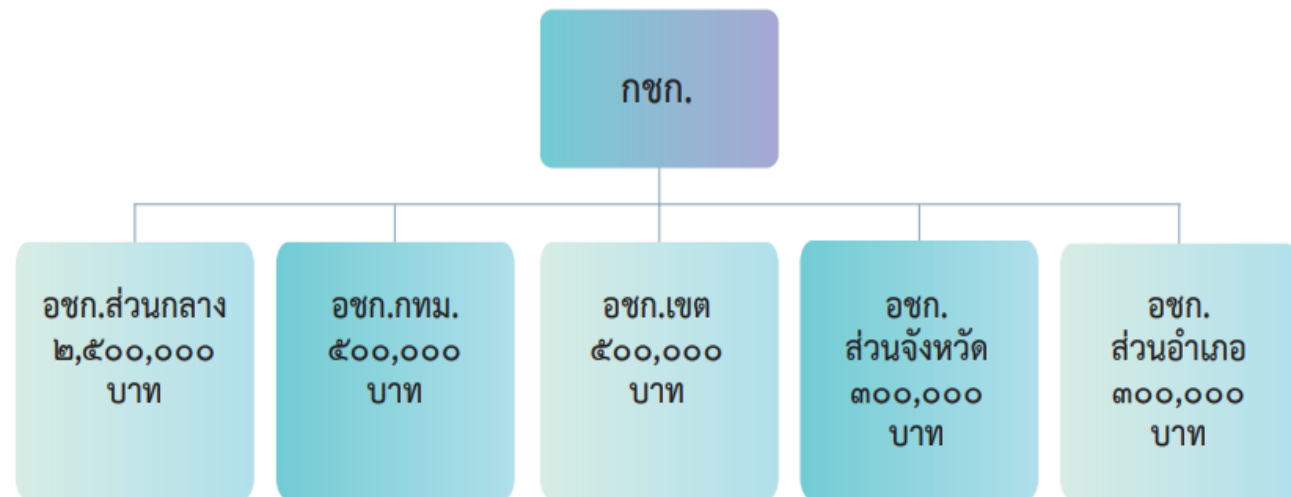 กชก.
อชก.ส่วนกลาง
๒,๕๐๐,๐๐๐
บาท
อชก.กทม.
๕๐๐,๐๐๐
บาท
อชก.เขต
๕๐๐,๐๐๐
บาท
อชก.
ส่วนจังหวัด
๓๐๐,๐๐๐
บาท
อชก.
ส่วนอำเภอ
๓๐๐,๐๐๐
บาท